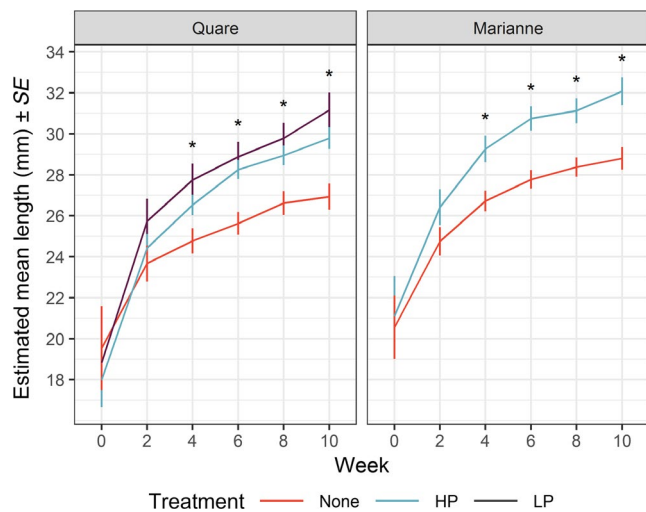 Quare
Marianne
Estimated mean length (mm) ± SE
34
32
30
28
26
24
22
20
18
* * * *
* * * *
0 2 4 6 8 10
0 2 4 6 8 10
Week
Treatment None HP LP